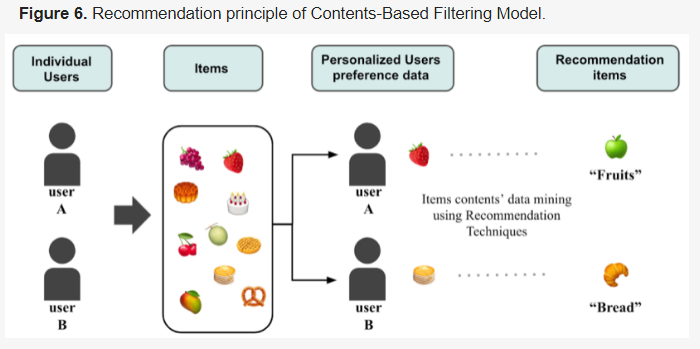 Figure 6. Recommendation principle of Contents-Based Filtering Model.
Individual
Users
Items
Personalized Users
preference data
Recommendation
items
user
A
user
A
“Fruits”
Items contents’ data mining
using Recommendation
Techniques
user
B
user
B
“Bread”